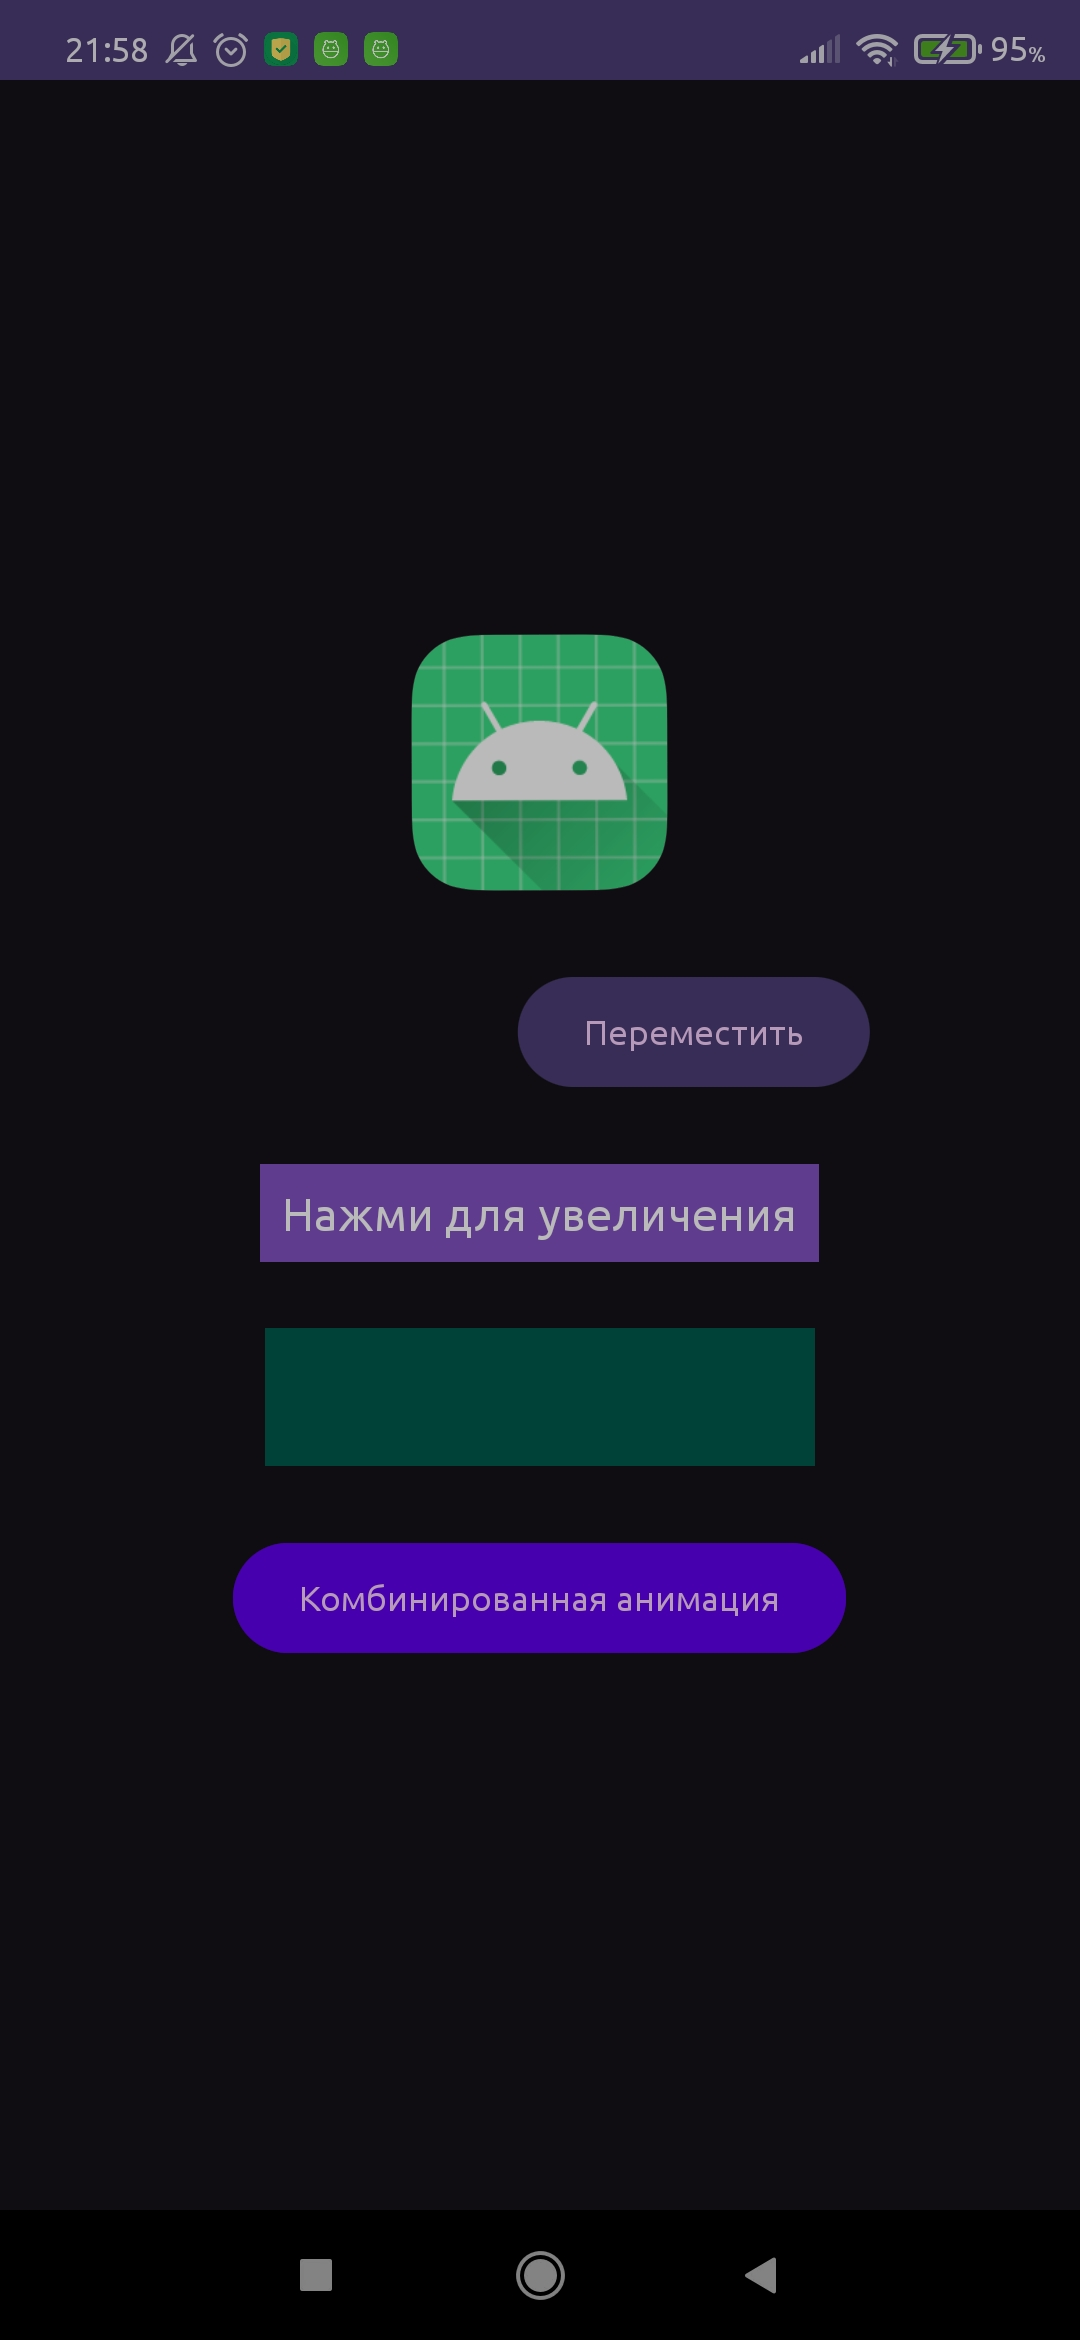 21:58 95%
Переместить
Нажми для увеличения
Комбинированная анимация